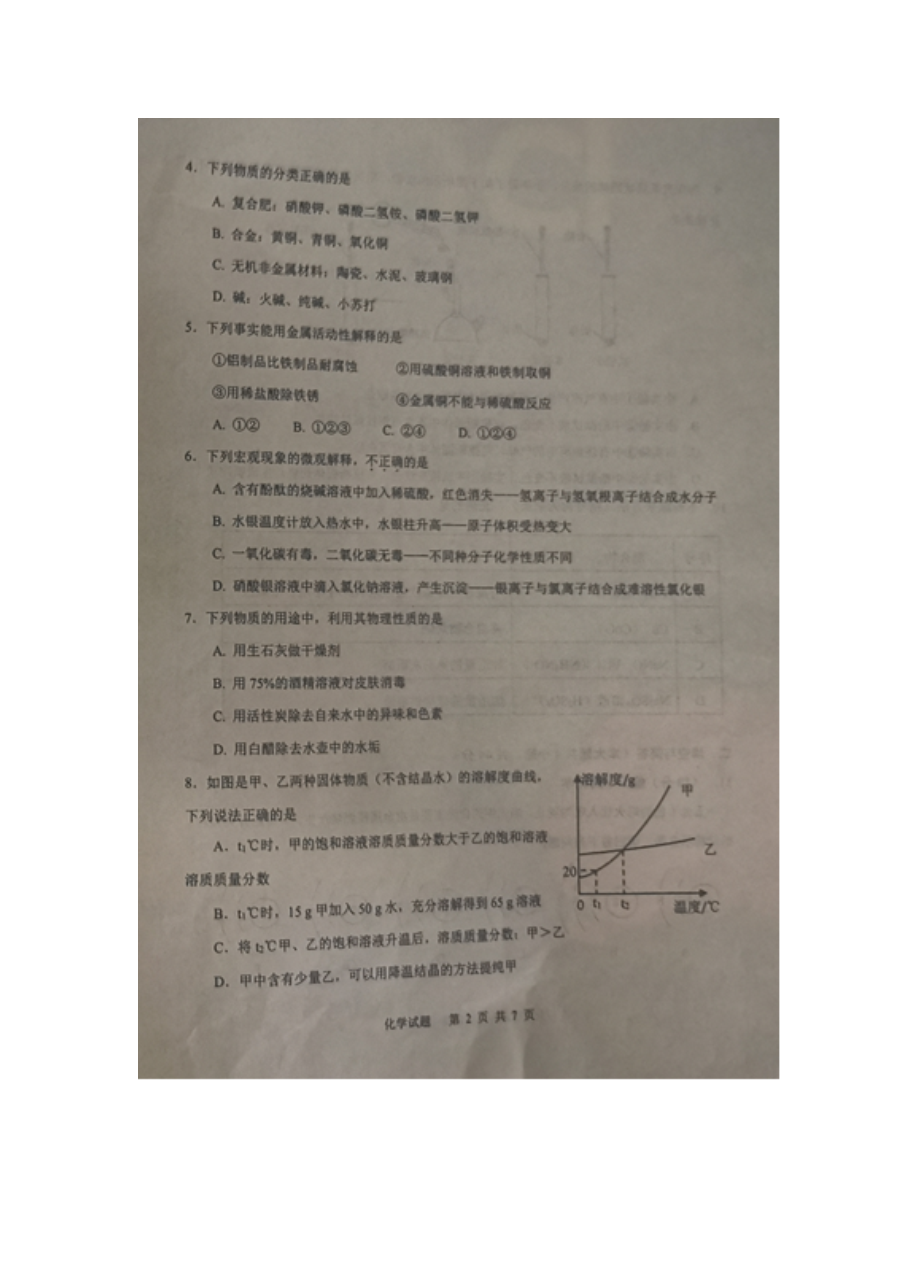 4．下列物质的分类正确的是
A. 复合肥：硝酸钾、磷酸二氢铵、磷酸二氢钾
B. 合金：黄铜、青铜、氧化铜
C. 无机非金属材料：陶瓷、水泥、玻璃钢
D. 碱：火碱、纯碱、小苏打
5．下列事实能用金属活动性解释的是
①铝制品比铁制品耐腐蚀 ②用硫酸铜溶液和铁制取铜
③用稀盐酸除铁锈 ④金属铜不能与稀硫酸反应
A. ①② B. ①②③ C. ②④ D. ①②④
6．下列宏观现象的微观解释，不正确的是
A. 含有酚酞的烧碱溶液中加入稀硫酸，红色消失——氢离子与氢氧根离子结合成水分子
B. 水银温度计放入热水中，水银柱升高——原子体积受热变大
C. 一氧化碳有毒，二氧化碳无毒——不同种分子化学性质不同
D. 硝酸银溶液中滴入氯化钠溶液，产生沉淀——银离子与氯离子结合成难溶性氯化银
7．下列物质的用途中，利用其物理性质的是
A. 用生石灰做干燥剂
B. 用 75%的酒精溶液对皮肤消毒
C. 用活性炭除去自来水中的异味和色素
D. 用白醋除去水壶中的水垢
8．如图是甲、乙两种固体物质（不含结晶水）的溶解度曲线，
下列说法正确的是
A．t₁℃时，甲的饱和溶液溶质质量分数大于乙的饱和溶液
溶质质量分数
B．t₁℃时，15 g 甲加入 50 g 水，充分溶解得到 65 g 溶液
C．将 t₂℃甲、乙的饱和溶液升温后，溶质质量分数：甲＞乙
D．甲中含有少量乙，可以用降温结晶的方法提纯甲
溶解度/g
甲
乙
20
0 t₁ t₂ 温度/℃
化学试题 第 2 页 共 7 页